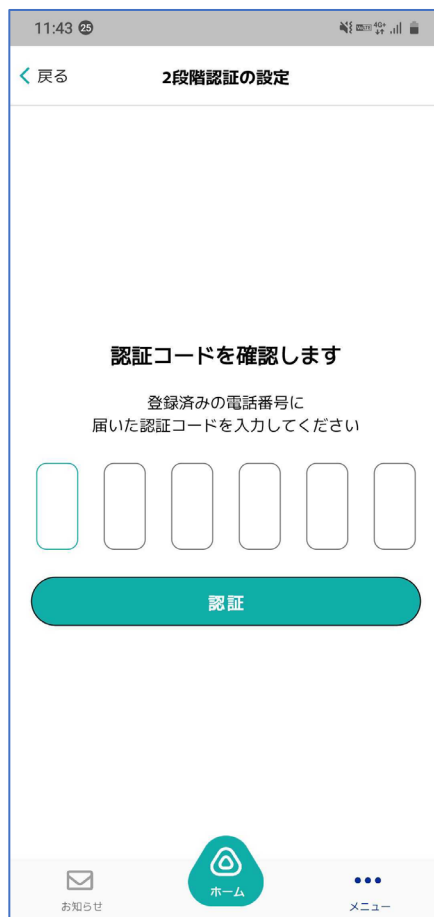 11:43 25
4G+
戻る
2段階認証の設定
認証コードを確認します
登録済みの電話番号に
届いた認証コードを入力してください
認証
お知らせ
ホーム
メニュー